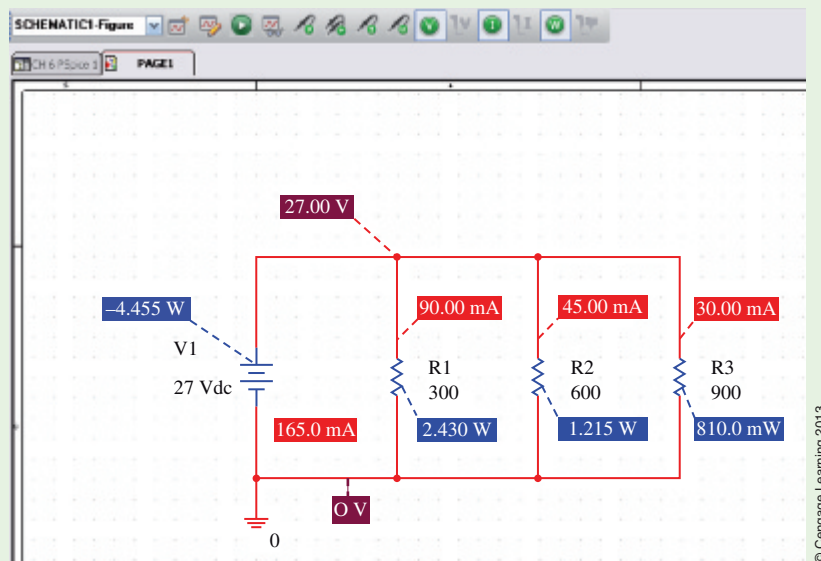 SCHEMATIC1-Figure
PAGE1
27.00 V
–4.455 W
90.00 mA
45.00 mA
30.00 mA
V1
R1
R2
R3
27 Vdc
300
600
900
165.0 mA
2.430 W
1.215 W
810.0 mW
O V
0
© Cengage Learning 2013